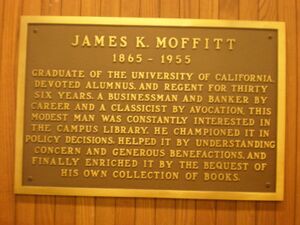 JAMES K. MOFFITT
1865 - 1955
GRADUATE OF THE UNIVERSITY OF CALIFORNIA,
DEVOTED ALUMNUS, AND REGENT FOR THIRTY
SIX YEARS. A BUSINESSMAN AND BANKER BY
CAREER AND A CLASSICIST BY AVOCATION, THIS
MODEST MAN WAS CONSTANTLY INTERESTED IN
THE CAMPUS LIBRARY. HE CHAMPIONED IT IN
POLICY DECISIONS, HELPED IT BY UNDERSTANDING
CONCERN AND GENEROUS BENEFACTIONS, AND
FINALLY ENRICHED IT BY THE BEQUEST OF
HIS OWN COLLECTION OF BOOKS.